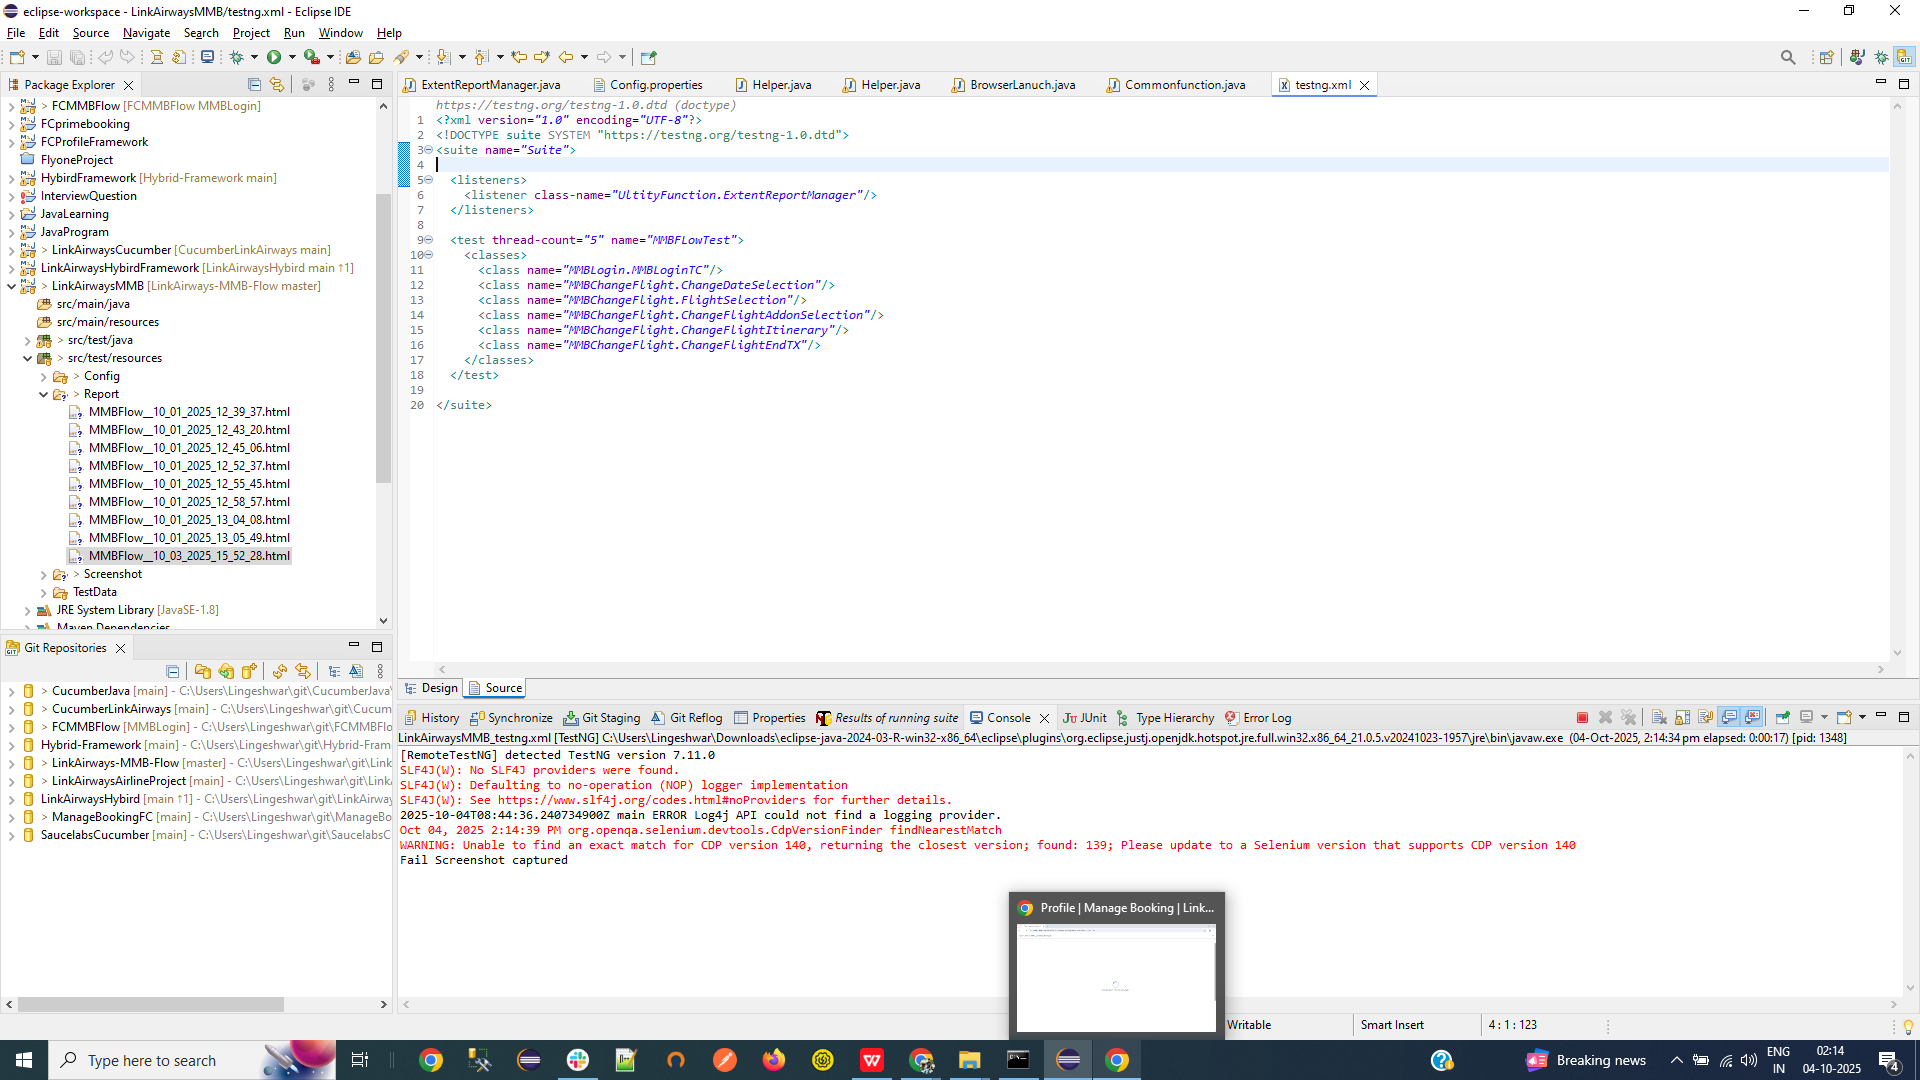 eclipse-workspace - LinkAirwaysMMB/testng.xml - Eclipse IDE
File Edit Source Navigate Search Project Run Window Help
Package Explorer
> FCMMBFlow [FCMMBFlow MMBLogin]
FCprimebooking
FCProfileFramework
FlyoneProject
HybirdFramework [Hybrid-Framework main]
InterviewQuestion
JavaLearning
JavaProgram
> LinkAirwaysCucumber [CucumberLinkAirways main]
LinkAirwaysHybirdFramework [LinkAirwaysHybird main ↑1]
> LinkAirwaysMMB [LinkAirways-MMB-Flow master]
src/main/java
src/main/resources
> src/test/java
> src/test/resources
> Config
> Report
MMBFlow__10_01_2025_12_39_37.html
MMBFlow__10_01_2025_12_43_20.html
MMBFlow__10_01_2025_12_45_06.html
MMBFlow__10_01_2025_12_52_37.html
MMBFlow__10_01_2025_12_55_45.html
MMBFlow__10_01_2025_12_58_57.html
MMBFlow__10_01_2025_13_04_08.html
MMBFlow__10_01_2025_13_05_49.html
MMBFlow__10_03_2025_15_52_28.html
> Screenshot
TestData
JRE System Library [JavaSE-1.8]
Maven Dependencies
Git Repositories
> CucumberJava [main] - C:\Users\Lingeshwar\git\CucumberJava\
> CucumberLinkAirways [main] - C:\Users\Lingeshwar\git\Cucum
> FCMMBFlow [MMBLogin] - C:\Users\Lingeshwar\git\FCMMBFlo
Hybrid-Framework [main] - C:\Users\Lingeshwar\git\Hybrid-Fram
> LinkAirways-MMB-Flow [master] - C:\Users\Lingeshwar\git\Link
> LinkAirwaysAirlineProject [main] - C:\Users\Lingeshwar\git\LinkA
LinkAirwaysHybird [main ↑1] - C:\Users\Lingeshwar\git\LinkAirway
> ManageBookingFC [main] - C:\Users\Lingeshwar\git\ManageBo
SaucelabsCucumber [main] - C:\Users\Lingeshwar\git\SaucelabsC
ExtentReportManager.java Config.properties Helper.java Helper.java BrowserLanuch.java Commonfunction.java testng.xml
https://testng.org/testng-1.0.dtd (doctype)
1 <?xml version="1.0" encoding="UTF-8"?>
2 <!DOCTYPE suite SYSTEM "https://testng.org/testng-1.0.dtd">
3 <suite name="Suite">
4
5 <listeners>
6 <listener class-name="UltityFunction.ExtentReportManager"/>
7 </listeners>
8
9 <test thread-count="5" name="MMBFLowTest">
10 <classes>
11 <class name="MMBLogin.MMBLoginTC"/>
12 <class name="MMBChangeFlight.ChangeDateSelection"/>
13 <class name="MMBChangeFlight.FlightSelection"/>
14 <class name="MMBChangeFlight.ChangeFlightAddonSelection"/>
15 <class name="MMBChangeFlight.ChangeFlightItinerary"/>
16 <class name="MMBChangeFlight.ChangeFlightEndTX"/>
17 </classes>
18 </test>
19
20 </suite>
Design Source
History Synchronize Git Staging Git Reflog Properties Results of running suite Console JUnit Type Hierarchy Error Log
LinkAirwaysMMB_testng.xml [TestNG] C:\Users\Lingeshwar\Downloads\eclipse-java-2024-03-R-win32-x86_64\eclipse\plugins\org.eclipse.justj.openjdk.hotspot.jre.full.win32.x86_64_21.0.5.v20241023-1957\jre\bin\javaw.exe (04-Oct-2025, 2:14:34 pm elapsed: 0:00:17) [pid: 1348]
[RemoteTestNG] detected TestNG version 7.11.0
SLF4J(W): No SLF4J providers were found.
SLF4J(W): Defaulting to no-operation (NOP) logger implementation
SLF4J(W): See https://www.slf4j.org/codes.html#noProviders for further details.
2025-10-04T08:44:36.240734900Z main ERROR Log4j API could not find a logging provider.
Oct 04, 2025 2:14:39 PM org.openqa.selenium.devtools.CdpVersionFinder findNearestMatch
WARNING: Unable to find an exact match for CDP version 140, returning the closest version; found: 139; Please update to a Selenium version that supports CDP version 140
Fail Screenshot captured
Profile | Manage Booking | Link...
Writable Smart Insert 4 : 1 : 123
Type here to search
Breaking news
ENG
IN
02:14
04-10-2025
4